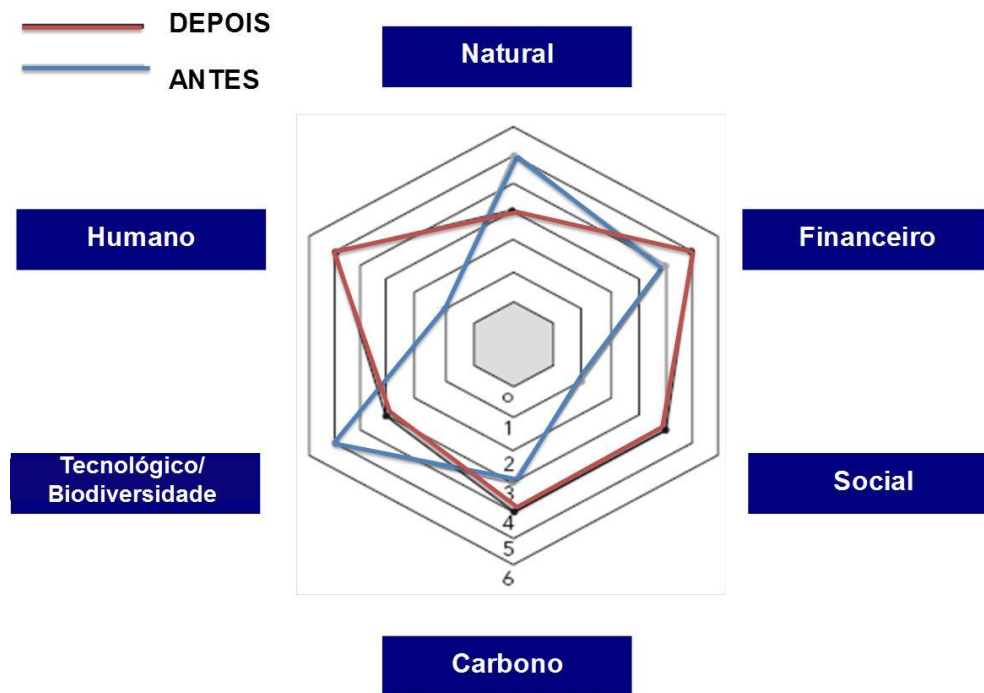 DEPOIS
ANTES
Natural
Humano
Financeiro
0
1
2
3
4
5
6
Tecnológico/
Biodiversidade
Social
Carbono